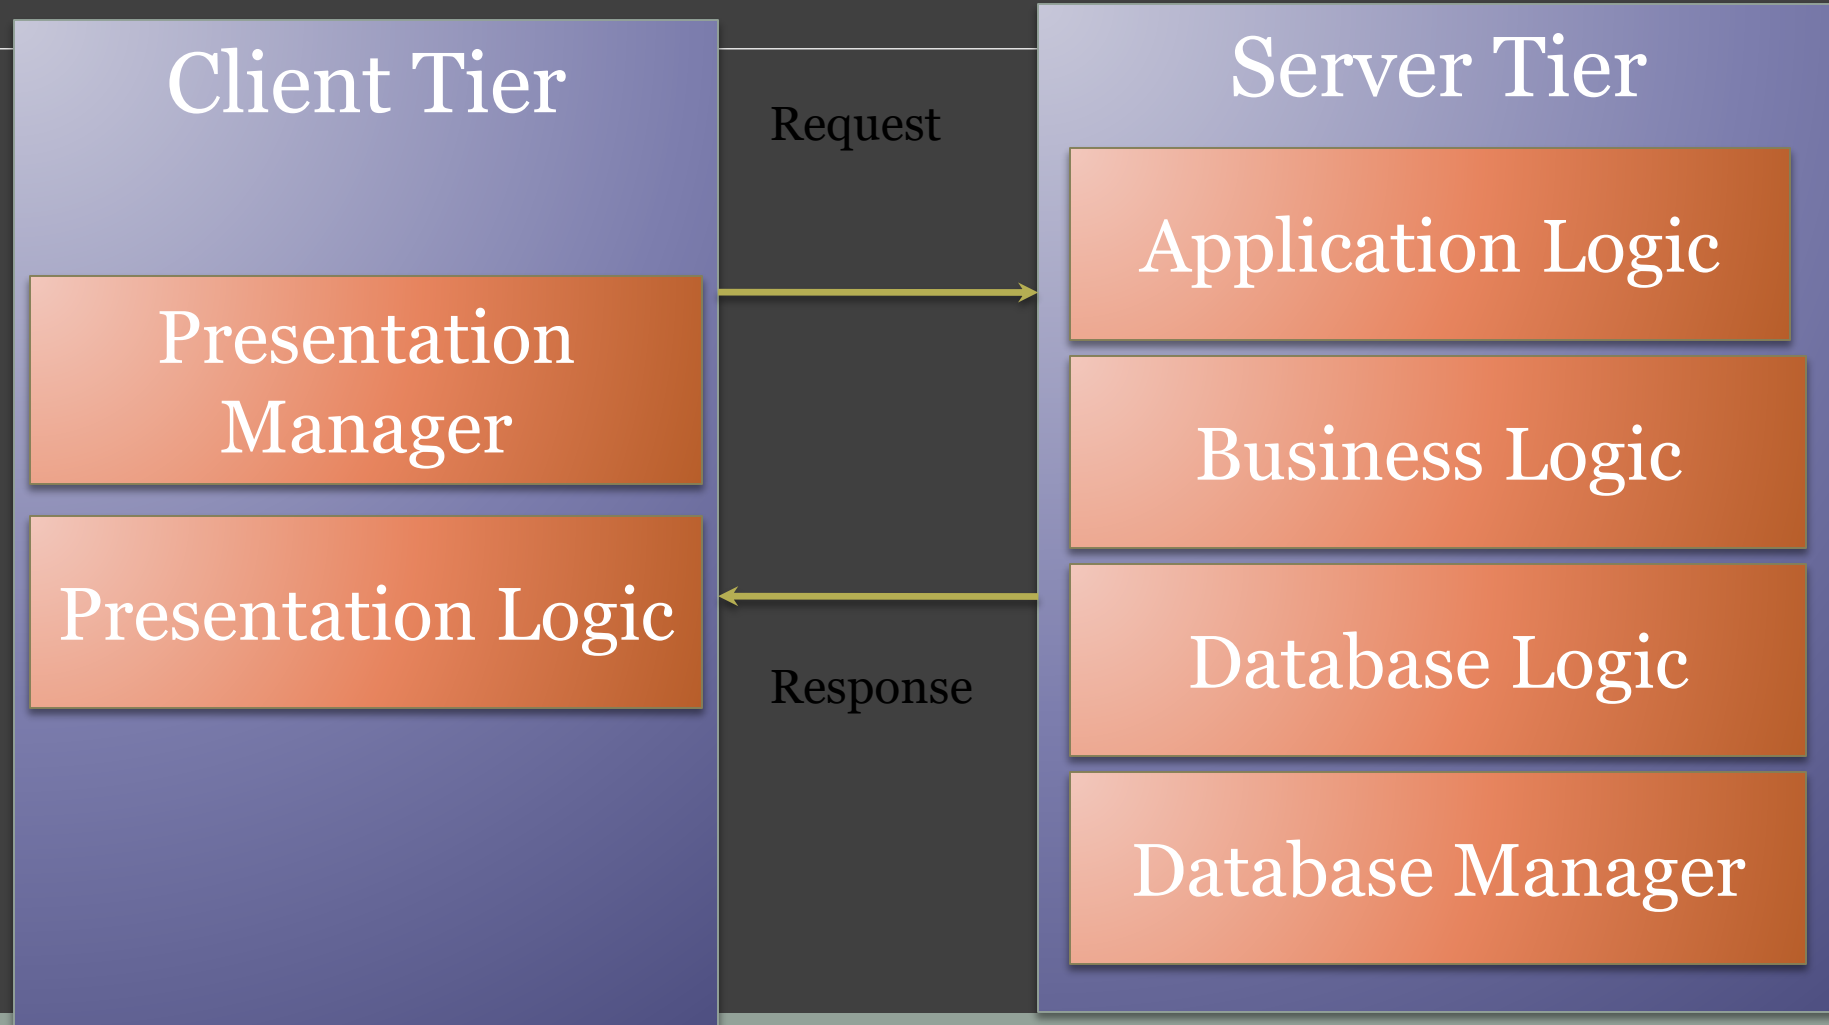 Client Tier
Presentation
Manager
Presentation Logic
Request
Response
Server Tier
Application Logic
Business Logic
Database Logic
Database Manager